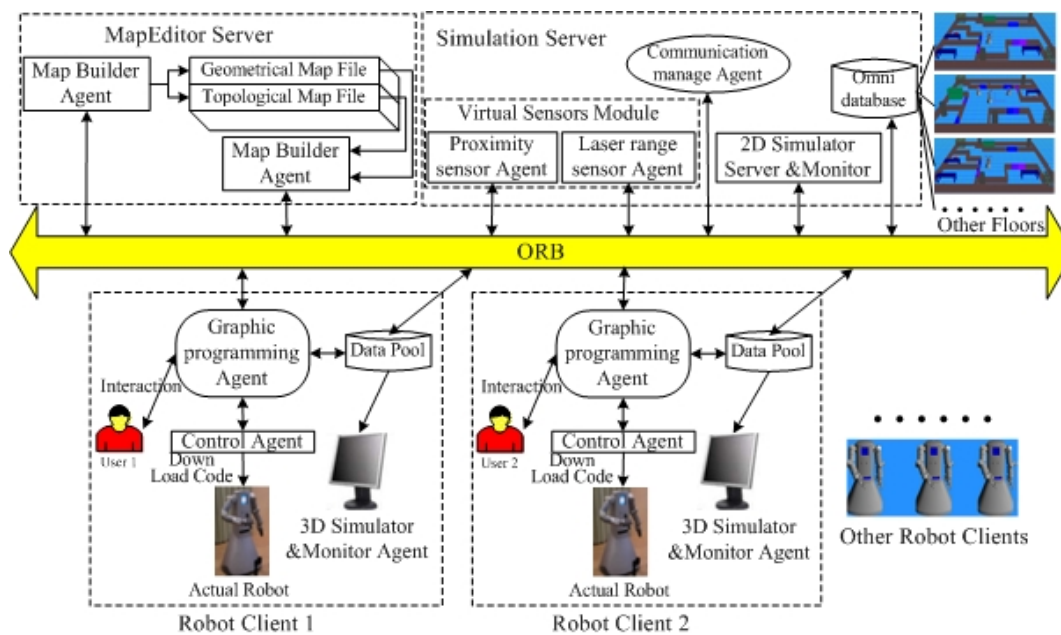 MapEditor Server
Map Builder
Agent
Geometrical Map File
Topological Map File
Map Builder
Agent
Simulation Server
Communication
manage Agent
Omni
database
Virtual Sensors Module
Proximity
sensor Agent
Laser range
sensor Agent
2D Simulator
Server &Monitor
Other Floors
ORB
Graphic
programming
Agent
Data Pool
Interaction
User 1
Control Agent
Down
Load Code
3D Simulator
&Monitor Agent
Actual Robot
Robot Client 1
Graphic
programming
Agent
Data Pool
Interaction
User 2
Control Agent
Down
Load Code
3D Simulator
&Monitor Agent
Actual Robot
Robot Client 2
Other Robot Clients